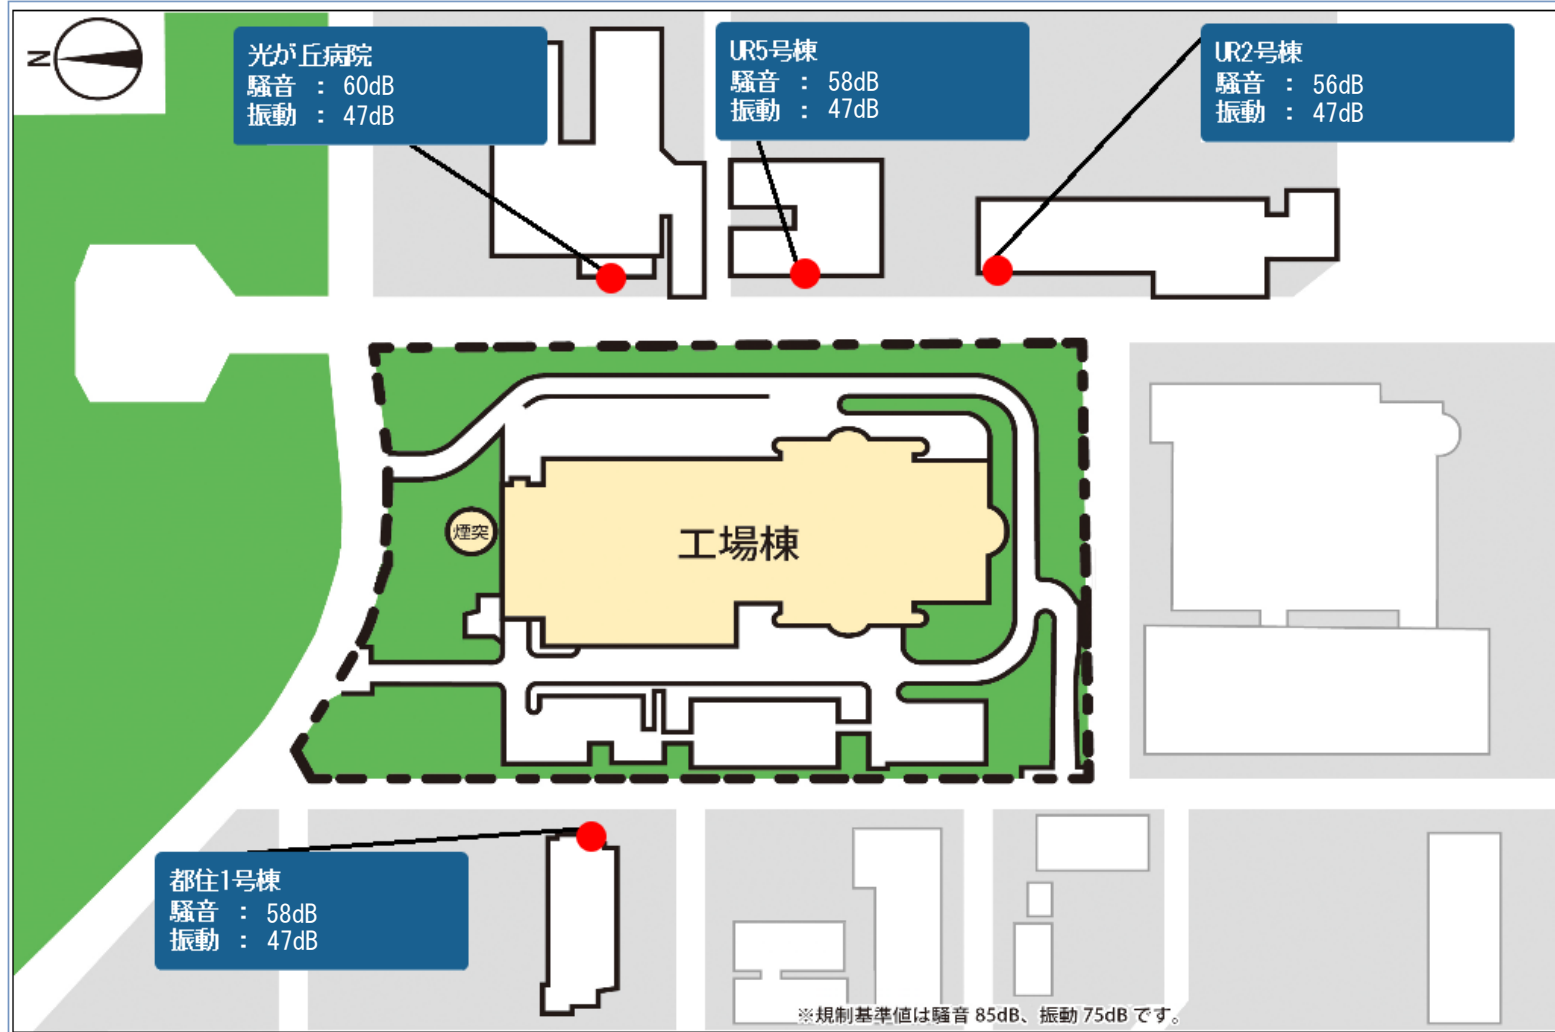 N
光が丘病院
騒音 : 60dB
振動 : 47dB
UR5号棟
騒音 : 58dB
振動 : 47dB
UR2号棟
騒音 : 56dB
振動 : 47dB
煙突
工場棟
都住1号棟
騒音 : 58dB
振動 : 47dB
※規制基準値は騒音 85dB、振動 75dB です。